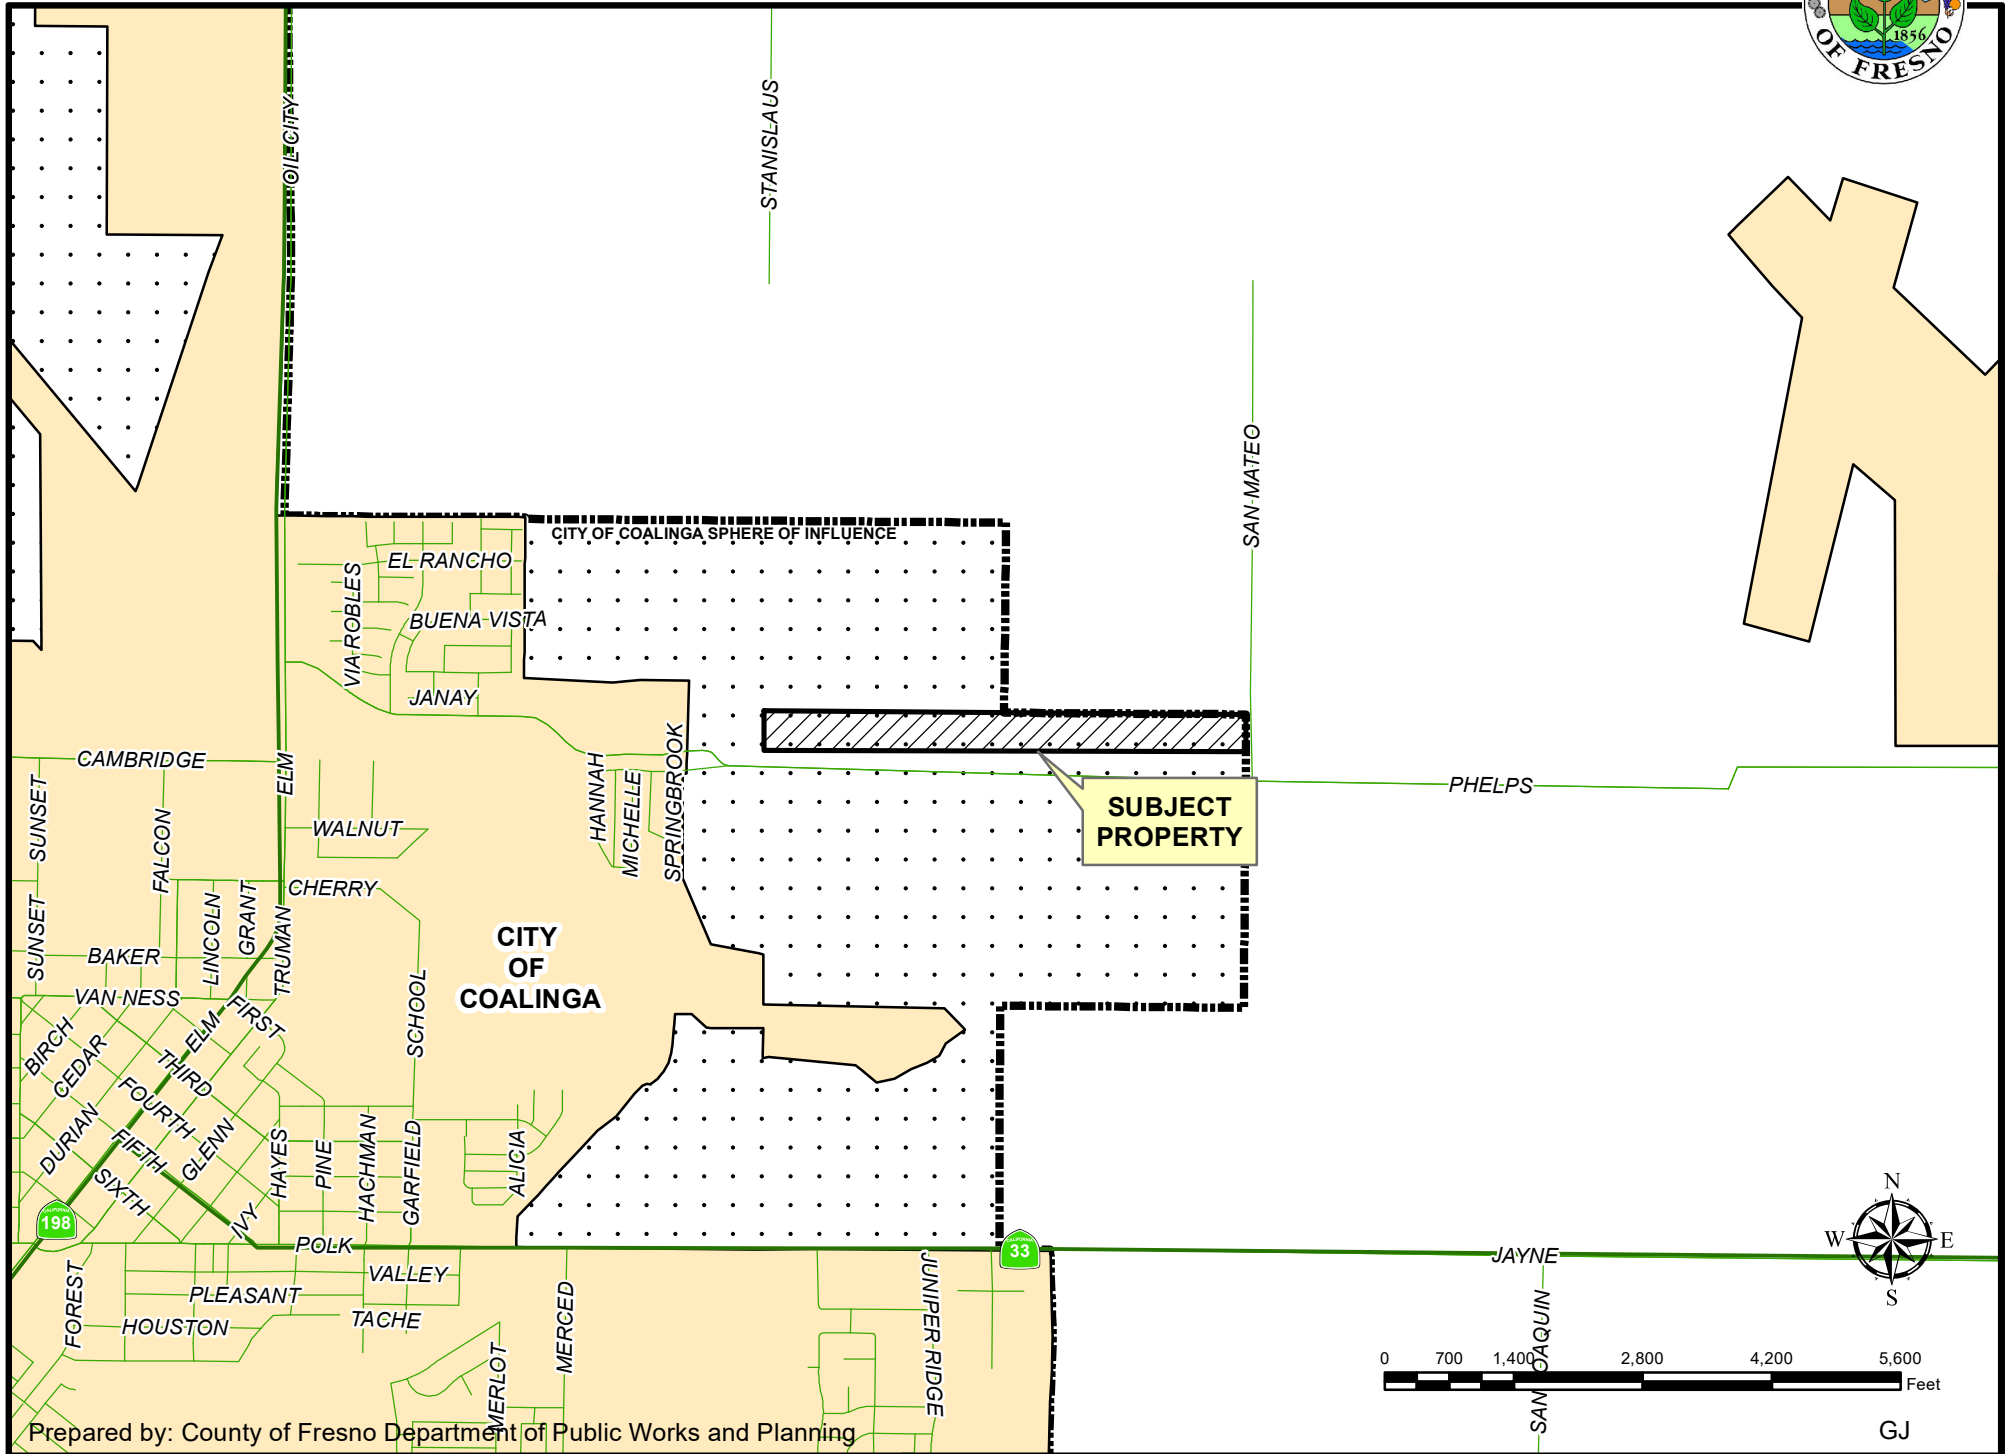 1856
OF FRESNO
OIL CITY
STANISLAUS
SAN MATEO
CITY OF COALINGA SPHERE OF INFLUENCE
EL RANCHO
VIA ROBLES
BUENA VISTA
JANAY
CAMBRIDGE
ELM
HANNAH
MICHELLE
SPRINGBROOK
PHELPS
SUBJECT
PROPERTY
SUNSET
FALCON
WALNUT
CHERRY
LINCOLN
GRANT
TRUMAN
SUNSET
BAKER
VAN NESS
CITY
OF
COALINGA
SCHOOL
BIRCH
CEDAR
ELM
FIRST
THIRD
FOURTH
DURIAN
FIFTH
GLENN
SIXTH
HAYES
PINE
HACHMAN
GARFIELD
ALICIA
IVY
CALIFORNIA
198
POLK
CALIFORNIA
33
JAYNE
N
W
E
S
FOREST
VALLEY
PLEASANT
HOUSTON
TACHE
MERCED
MERLOT
JUNIPER RIDGE
SAN JOAQUIN
0 700 1,400 2,800 4,200 5,600
Feet
Prepared by: County of Fresno Department of Public Works and Planning
GJ